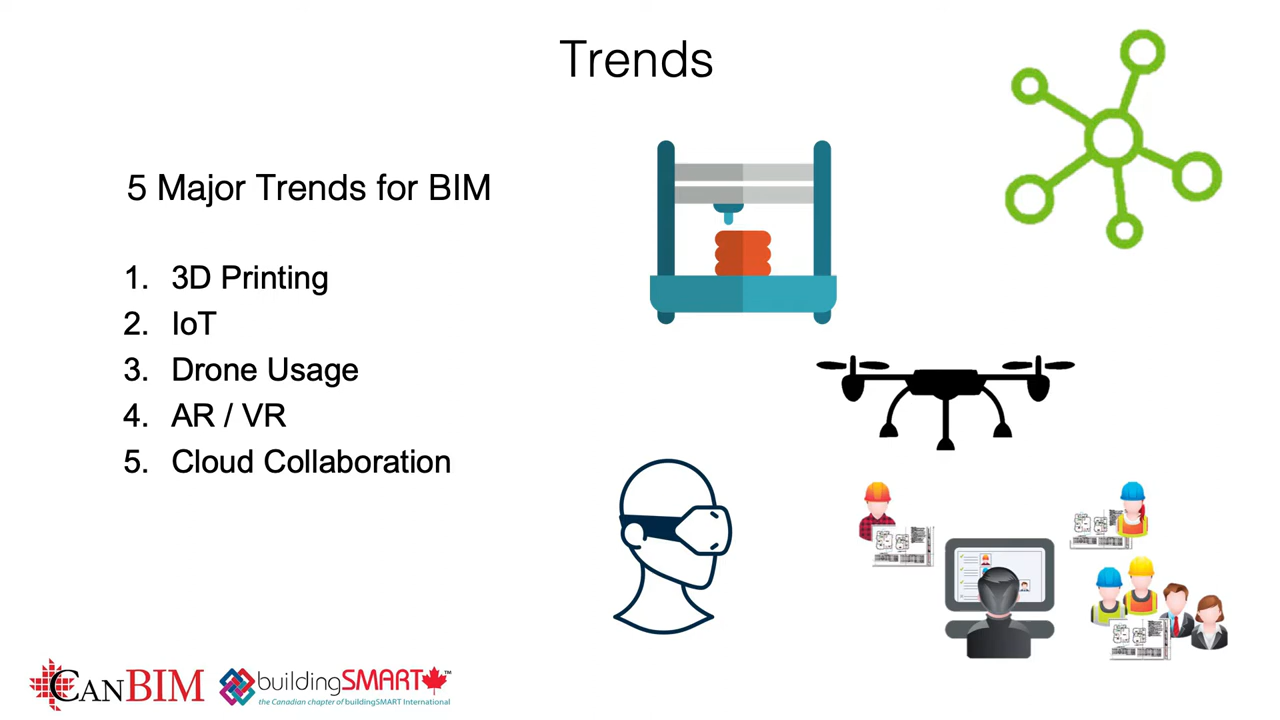 Trends
5 Major Trends for BIM
1. 3D Printing
2. IoT
3. Drone Usage
4. AR / VR
5. Cloud Collaboration
CANBIM
buildingSMART™
the Canadian chapter of buildingSMART International